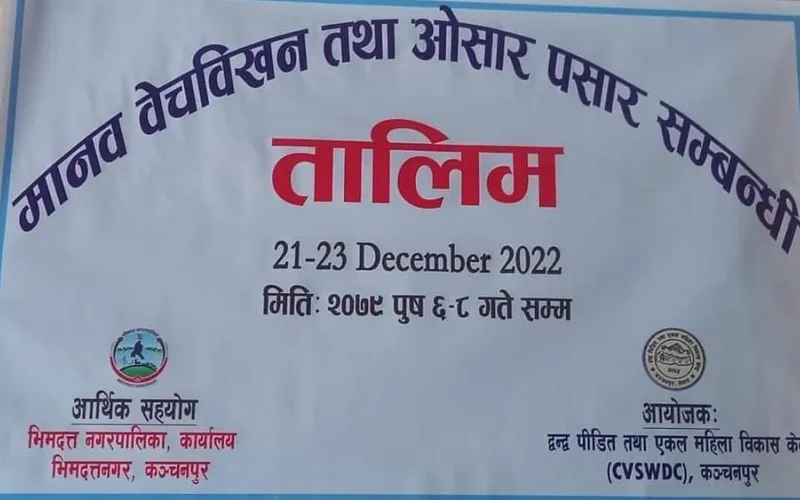 मानव वेचविखन तथा ओसार पसार सम्बन्धी
तालिम
21-23 December 2022
मितिः २०७९ पुष ६-८ गते सम्म
आर्थिक सहयोग
भिमदत्त नगरपालिका, कार्यालय
भिमदत्तनगर, कञ्चनपुर
आयोजकः
द्वन्द्व पीडित तथा एकल महिला विकास के
(CVSWDC), कञ्चनपुर